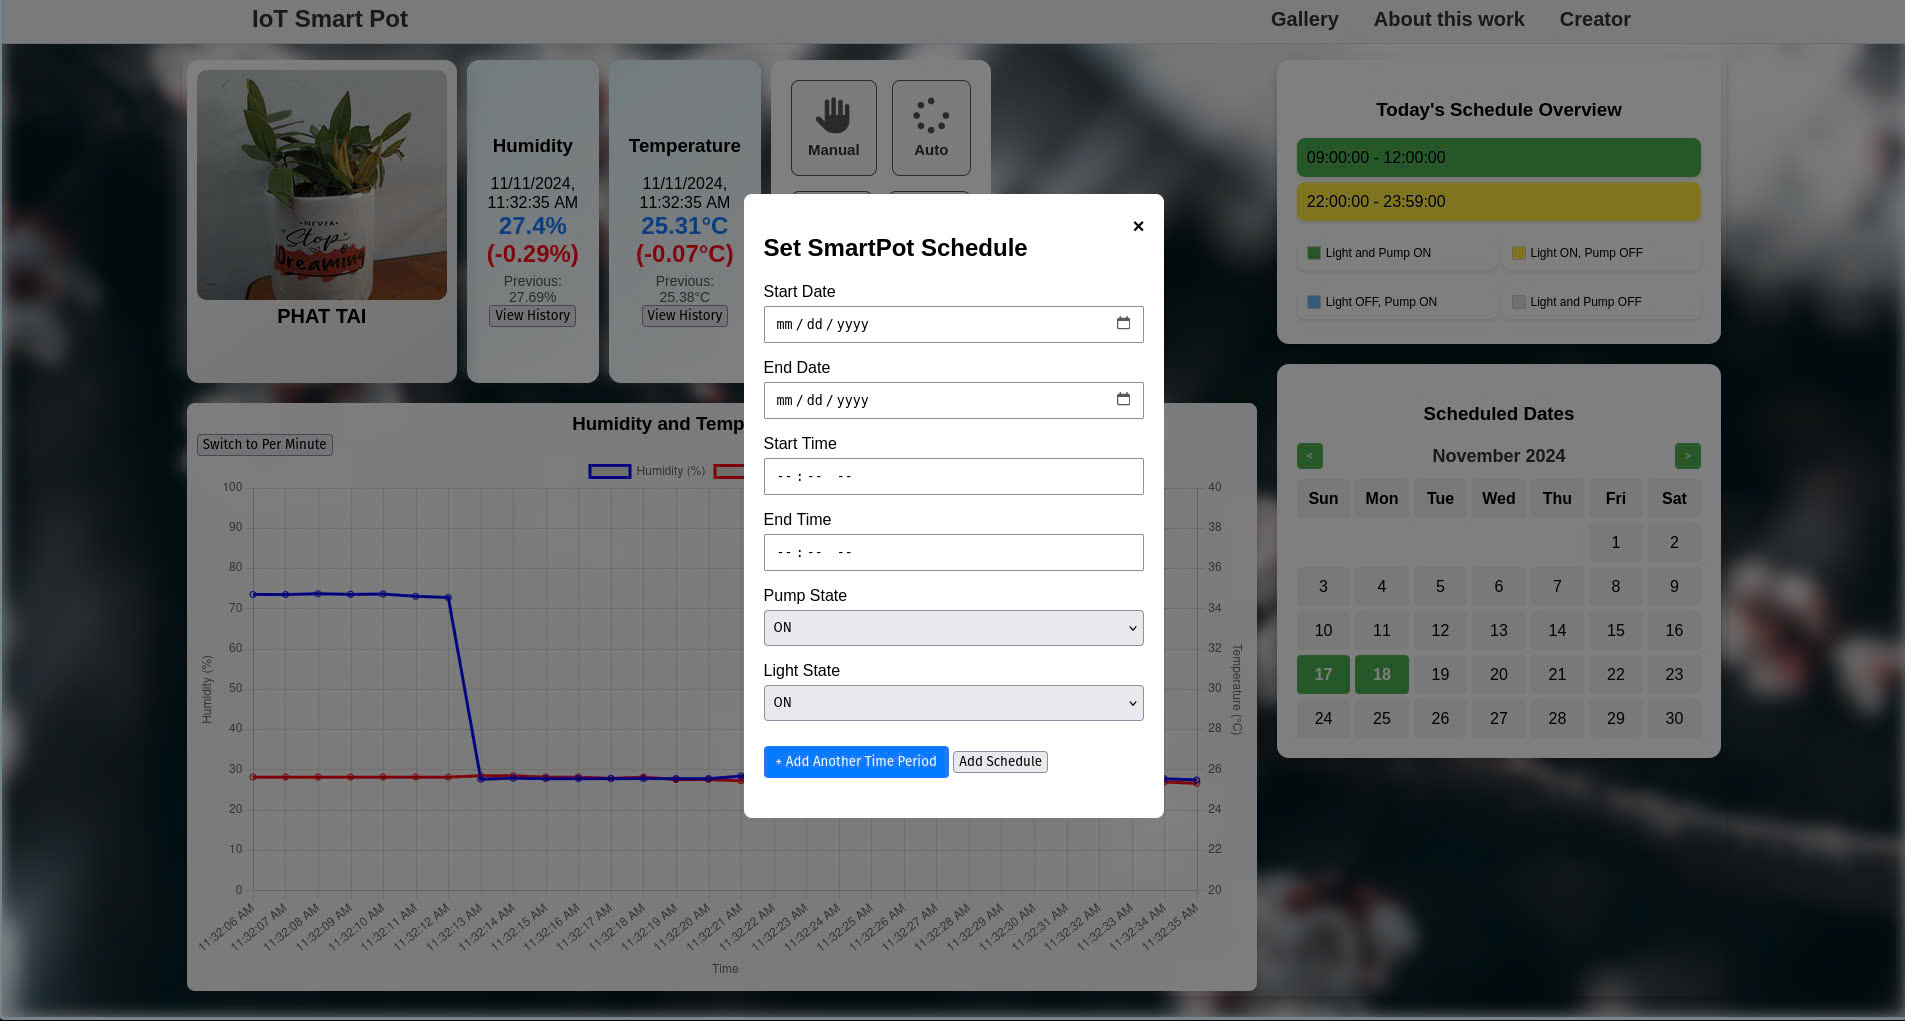 IoT Smart Pot
Gallery
About this work
Creator
NEVER
Stop
Dreaming
PHAT TAI
Humidity
11/11/2024,
11:32:35 AM
27.4%
(-0.29%)
Previous:
27.69%
View History
Temperature
11/11/2024,
11:32:35 AM
25.31°C
(-0.07°C)
Previous:
25.38°C
View History
Manual
Auto
×
Set SmartPot Schedule
Start Date
mm/dd/yyyy
End Date
mm/dd/yyyy
Start Time
--:-- --
End Time
--:-- --
Pump State
ON
Light State
ON
+ Add Another Time Period
Add Schedule
Humidity and Temp
Switch to Per Minute
Humidity (%)
100
90
80
70
60
50
40
30
20
10
0
Humidity (%)
40
38
36
34
32
30
28
26
24
22
20
Temperature (°C)
11:32:06 AM
11:32:07 AM
11:32:08 AM
11:32:09 AM
11:32:10 AM
11:32:11 AM
11:32:12 AM
11:32:13 AM
11:32:14 AM
11:32:15 AM
11:32:16 AM
11:32:17 AM
11:32:18 AM
11:32:19 AM
11:32:20 AM
11:32:21 AM
11:32:22 AM
11:32:23 AM
11:32:24 AM
11:32:25 AM
11:32:26 AM
11:32:27 AM
11:32:28 AM
11:32:29 AM
11:32:30 AM
11:32:31 AM
11:32:32 AM
11:32:33 AM
11:32:34 AM
11:32:35 AM
Time
Today's Schedule Overview
09:00:00 - 12:00:00
22:00:00 - 23:59:00
Light and Pump ON
Light ON, Pump OFF
Light OFF, Pump ON
Light and Pump OFF
Scheduled Dates
< November 2024 >
Sun Mon Tue Wed Thu Fri Sat
1 2
3 4 5 6 7 8 9
10 11 12 13 14 15 16
17 18 19 20 21 22 23
24 25 26 27 28 29 30